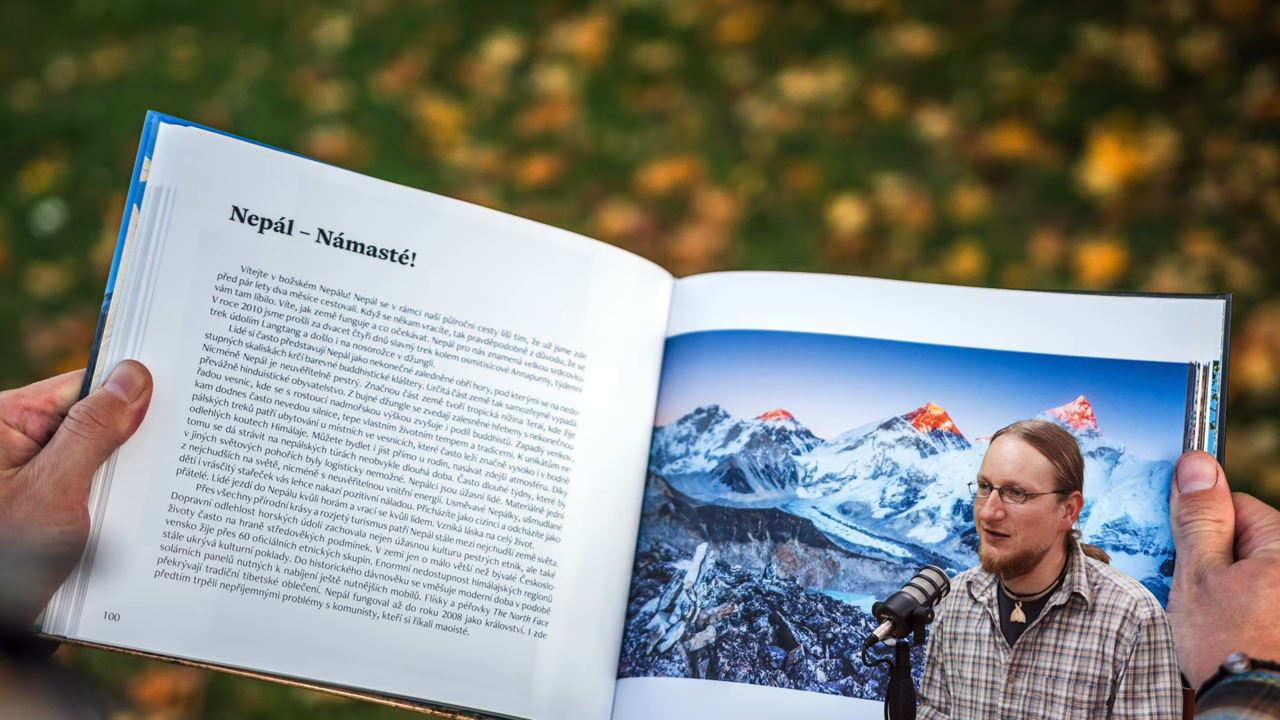 Nepál – Námasté!
Vítejte v božském Nepálu! Nepál se v rámci naší půlroční cesty liší tím, že už jsme zde
před pár lety dva měsíce cestovali. Když se někam vracíte, tak pravděpodobně z důvodu, že se
vám tam líbilo. Víte, jak země funguje a co očekávat. Nepál pro nás znamená velkou srdcovku.
V roce 2010 jsme prošli za dvacet čtyři dnů slavný trek kolem osmitisícové Annapurny, týdenní
trek údolím Langtang a došlo i na nosorožce v džungli.
Lidé si často představují Nepál jako nekonečné zaledněné obří hory, pod kterými se na nedo-
stupných skaliskách krčí barevné buddhistické kláštery. Určitá část země tak samozřejmě vypadá.
Nicméně Nepál je neuvěřitelně pestrý. Značnou část země tvoří tropická nížina Terai, kde žije
převážně hinduistické obyvatelstvo. Z bujné džungle se zvedají zalesněné hřebeny s nekonečnou
řadou vesnic, kde se s rostoucí nadmořskou výškou zvyšuje i podíl buddhistů. Zapadlý venkov,
kam dodnes často nevedou silnice, tepe vlastním životním tempem a tradicemi. K unikátům ne-
pálských treků patří ubytování u místních ve vesnicích, které často leží značně vysoko i v hodně
odlehlých koutech Himálaje. Můžete bydlet i jíst přímo u rodin, nasávat zdejší atmosféru. Díky
tomu se dá strávit na nepálských túrách neobvykle dlouhá doba. Často dlouhé týdny, které by
v jiných světových pohořích byly logisticky nemožné. Nepálci jsou úžasní lidé. Materiálně jedni
z nejchudších na světě, nicméně s neuvěřitelnou vnitřní energií. Usměvavé Nepálky, ušmudlané
děti i vrásčitý stařeček vás lehce nakazí pozitivní náladou. Přicházíte jako cizinci a odcházíte jako
přátelé. Lidé jezdí do Nepálu kvůli horám a vrací se kvůli lidem. Vzniká láska na celý život.
Přes všechny přírodní krásy a rozjetý turismus patří Nepál stále mezi nejchudší země světa.
Dopravní odlehlost horských údolí zachovala nejen úžasnou kulturu pestrých etnik, ale také
životy často na hraně středověkých podmínek. V zemi jen o málo větší než bývalé Českoslo-
vensko žije přes 60 oficiálních etnických skupin. Enormní nedostupnost himálajských regionů
stále ukrývá kulturní poklady. Do historického dávnověku se vměšuje moderní doba v podobě
solárních panelů nutných k nabíjení ještě nutnějších mobilů. Flísky a péřovky The North Face
překrývají tradiční tibetské oblečení. Nepál fungoval až do roku 2008 jako království. I zde
předtím trpěli nepříjemnými problémy s komunisty, kteří si říkali maoisté.
100